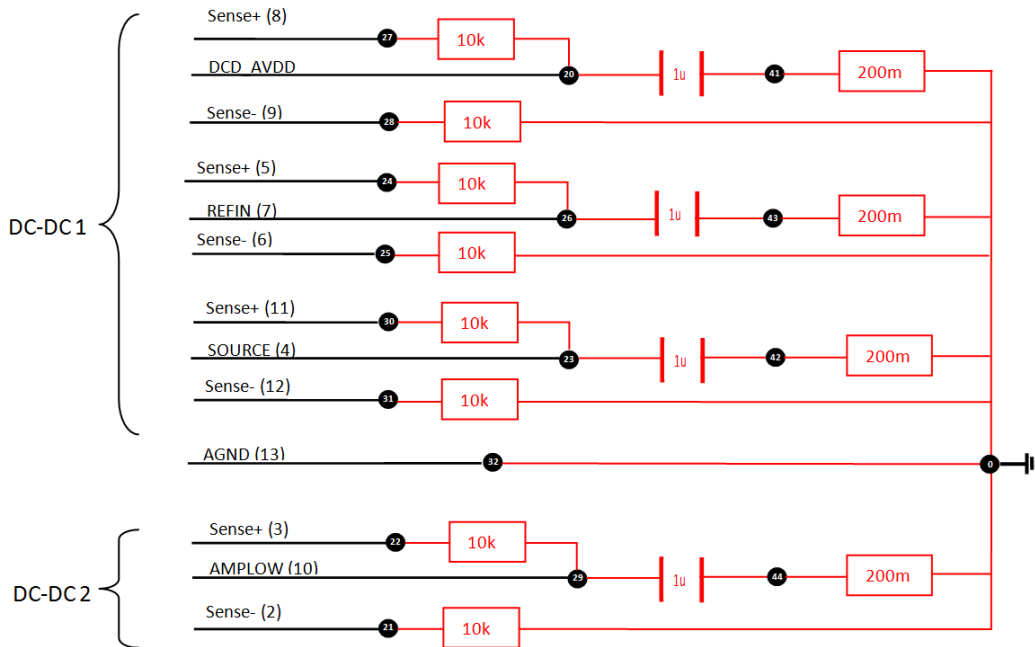 Sense+ (8)
27
10k
DCD_AVDD
20
1u
41
200m
Sense- (9)
28
10k
Sense+ (5)
24
10k
DC-DC 1
REFIN (7)
26
1u
43
200m
Sense- (6)
25
10k
Sense+ (11)
30
10k
SOURCE (4)
23
1u
42
200m
Sense- (12)
31
10k
AGND (13)
32
0
Sense+ (3)
22
10k
DC-DC 2
AMPLOW (10)
29
1u
44
200m
Sense- (2)
21
10k